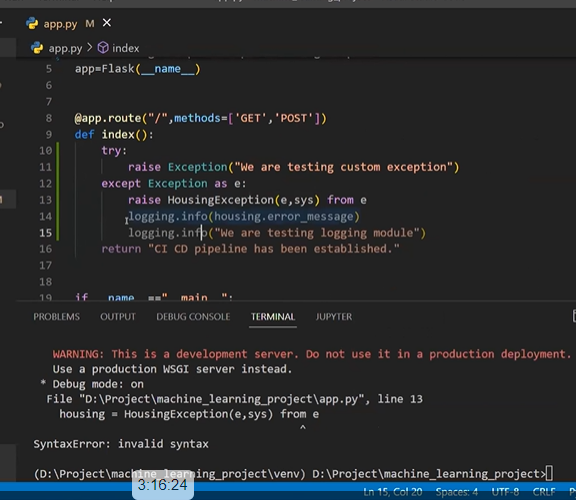 app.py M
app.py > index
5 app=Flask(__name__)
6
7
8 @app.route("/",methods=['GET','POST'])
9 def index():
10 try:
11 raise Exception("We are testing custom exception")
12 except Exception as e:
13 raise HousingException(e,sys) from e
14 logging.info(housing.error_message)
15 logging.info("We are testing logging module")
16 return "CI CD pipeline has been established."
17
18
19 if __name__=="__main__":
PROBLEMS OUTPUT DEBUG CONSOLE TERMINAL JUPYTER
WARNING: This is a development server. Do not use it in a production deployment.
Use a production WSGI server instead.
* Debug mode: on
File "D:\Project\machine_learning_project\app.py", line 13
housing = HousingException(e,sys) from e
^
SyntaxError: invalid syntax
(D:\Project\machine_learning_project\venv) D:\Project\machine_learning_project>
3:16:24
Ln 15, Col 20 Spaces: 4 UTF-8 CRLF